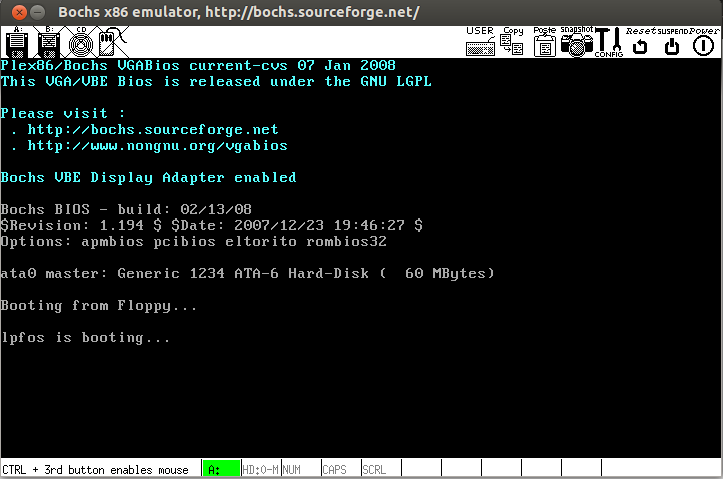 Bochs x86 emulator, http://bochs.sourceforge.net/
A: B: CD USER Copy Paste snapshot CONFIG Reset SUSPEND Power
Plex86/Bochs VGABios current-cvs 07 Jan 2008
This VGA/VBE Bios is released under the GNU LGPL
Please visit :
. http://bochs.sourceforge.net
. http://www.nongnu.org/vgabios
Bochs VBE Display Adapter enabled
Bochs BIOS - build: 02/13/08
$Revision: 1.194 $ $Date: 2007/12/23 19:46:27 $
Options: apmbios pcibios eltorito rombios32
ata0 master: Generic 1234 ATA-6 Hard-Disk (  60 MBytes)
Booting from Floppy...
lpfos is booting...
CTRL + 3rd button enables mouse A: HD:0-M NUM CAPS SCRL